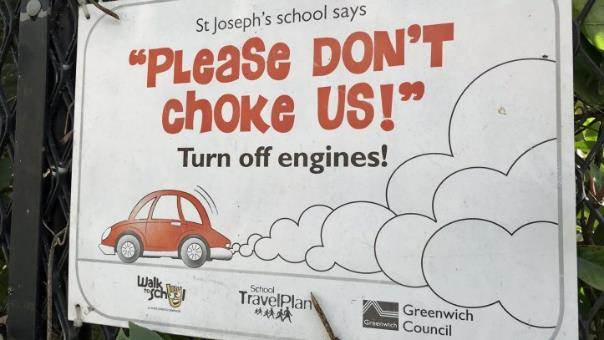 St Joseph's school says
"PLeaSe DON'T
CHOKe US!"
Turn off engines!
Walk
to School
School
TravelPlan
Greenwich
Greenwich
Council